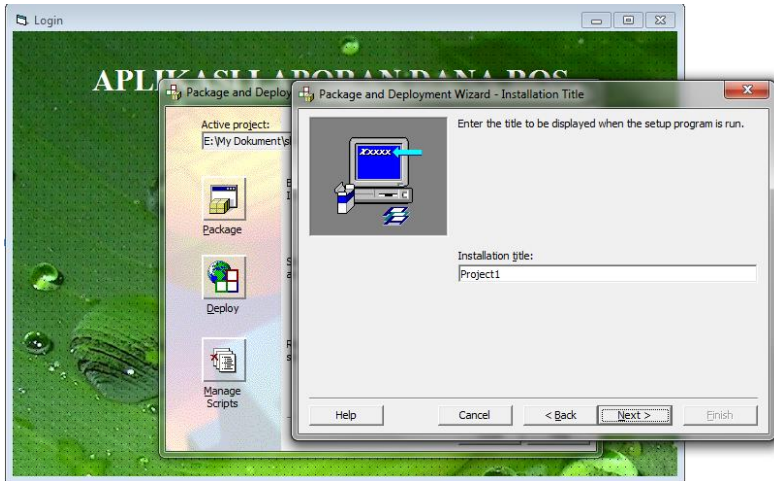 Login
APLIKASI LAPORAN DANA BOS
Package and Deploy
Active project:
E:\My Dokument\s
Package
Deploy
Manage
Scripts
Package and Deployment Wizard - Installation Title
Enter the title to be displayed when the setup program is run.
xxxxx
Installation title:
Project1
Help
Cancel
< Back
Next >
Finish